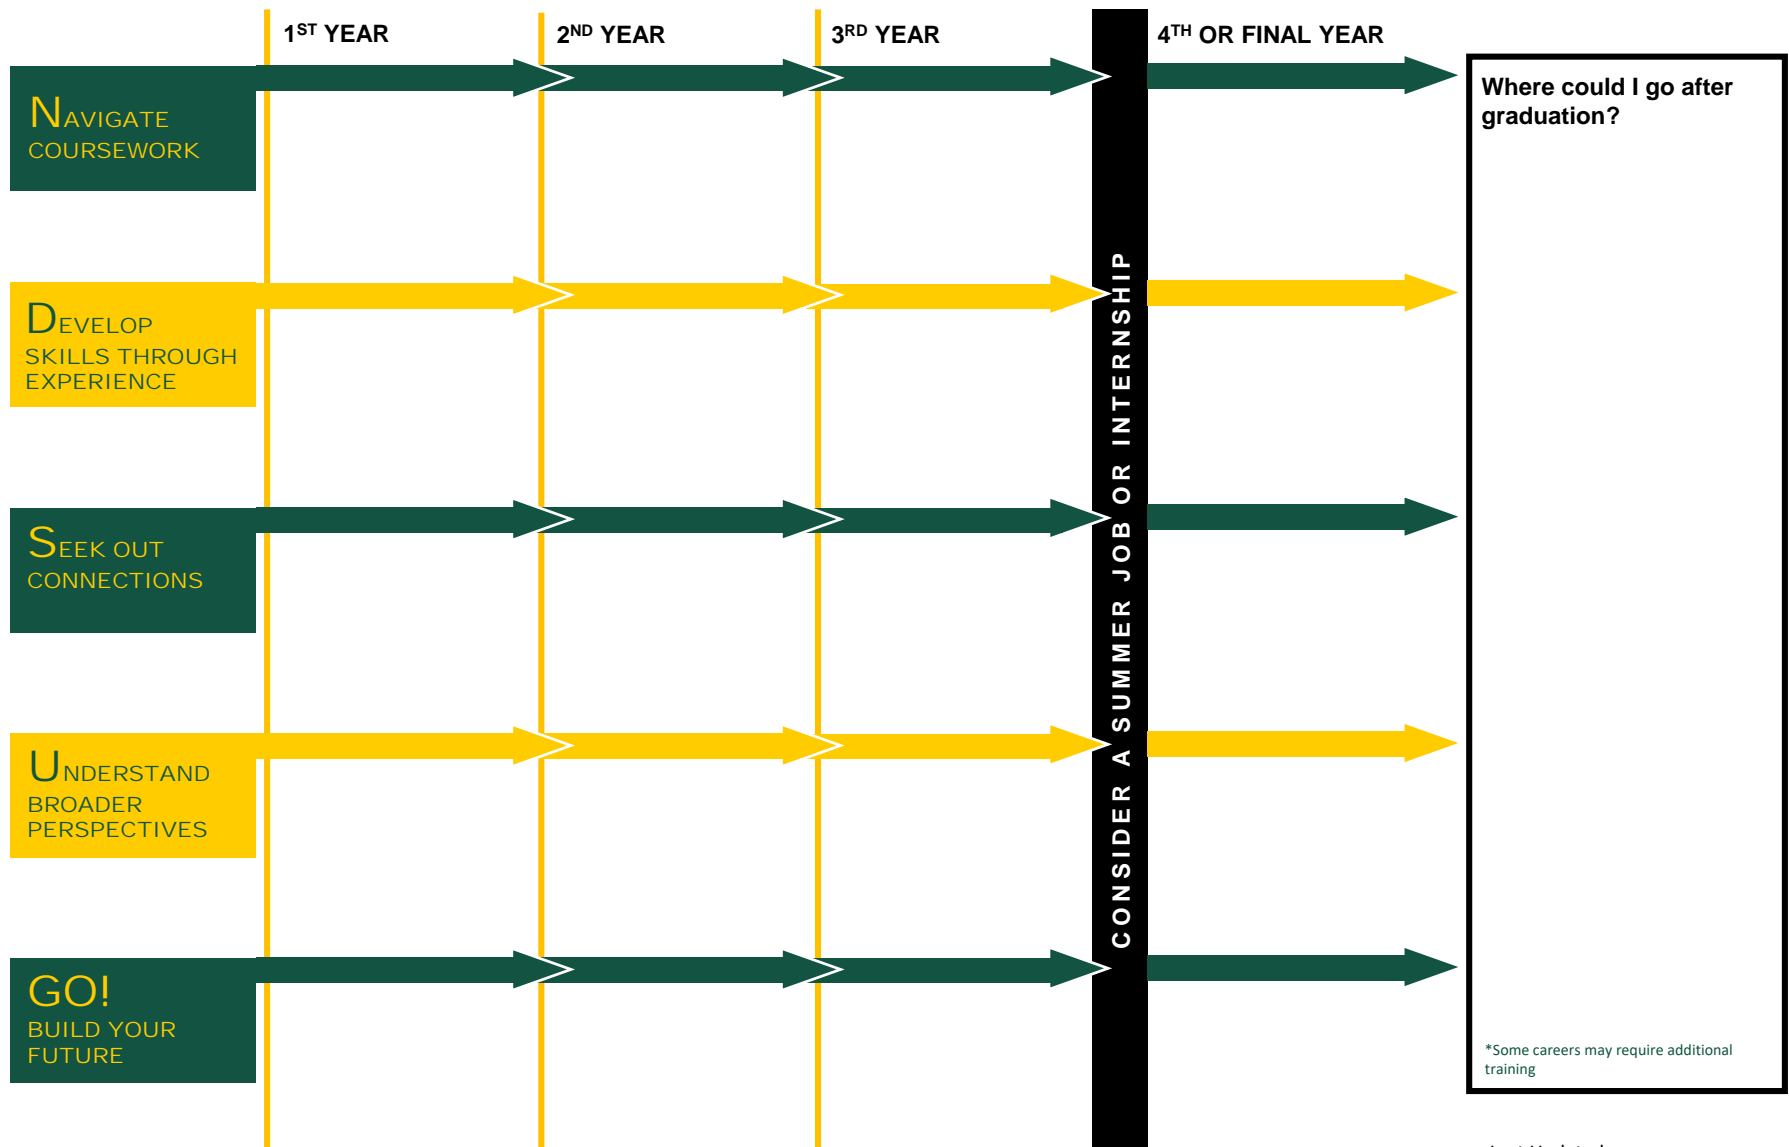 1ST YEAR
2ND YEAR
3RD YEAR
4TH OR FINAL YEAR
NAVIGATE
COURSEWORK
DEVELOP
SKILLS THROUGH
EXPERIENCE
SEEK OUT
CONNECTIONS
UNDERSTAND
BROADER
PERSPECTIVES
GO!
BUILD YOUR
FUTURE
CONSIDER A SUMMER JOB OR INTERNSHIP
Where could I go after
graduation?
*Some careers may require additional
training